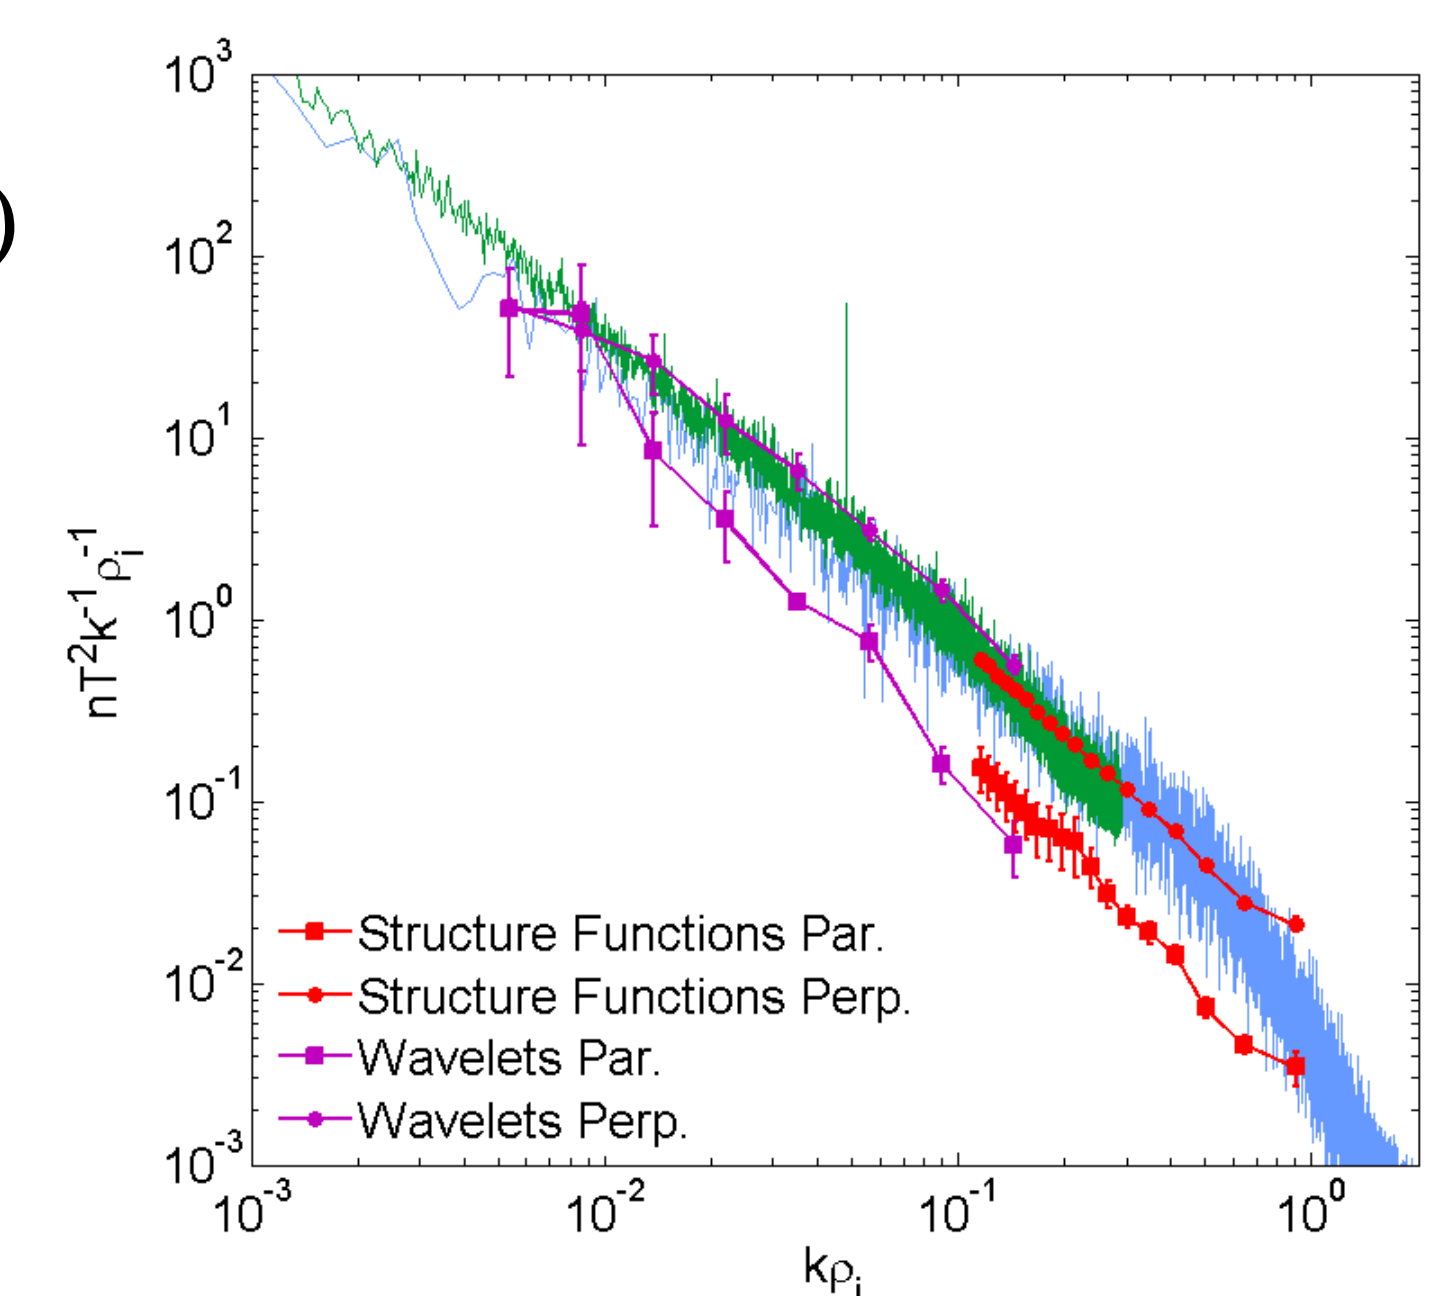 )
10^3
10^2
10^1
10^0
10^-1
10^-2
10^-3
nT^2k^-1ρ_i^-1
Structure Functions Par.
Structure Functions Perp.
Wavelets Par.
Wavelets Perp.
10^-3 10^-2 10^-1 10^0
kρ_i